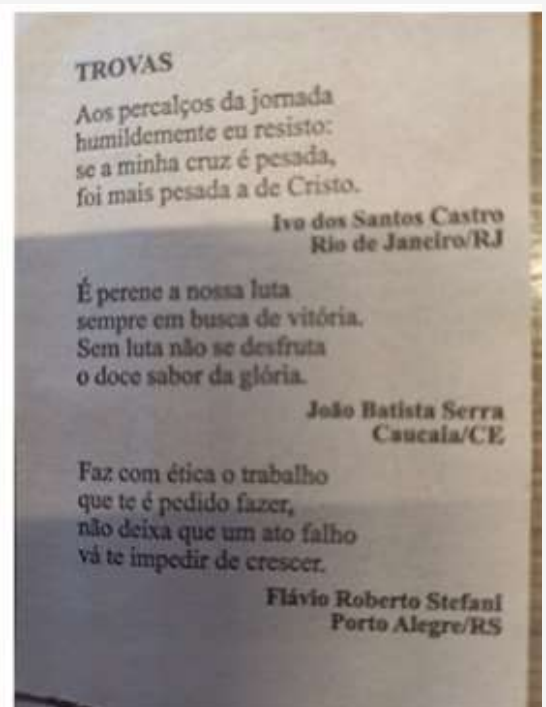 TROVAS
Aos percalços da jornada
humildemente eu resisto:
se a minha cruz é pesada,
foi mais pesada a de Cristo.
Ivo dos Santos Castro
Rio de Janeiro/RJ
É perene a nossa luta
sempre em busca de vitória.
Sem luta não se desfruta
o doce sabor da glória.
João Batista Serra
Caucaia/CE
Faz com ética o trabalho
que te é pedido fazer,
não deixa que um ato falho
vá te impedir de crescer.
Flávio Roberto Stefani
Porto Alegre/RS